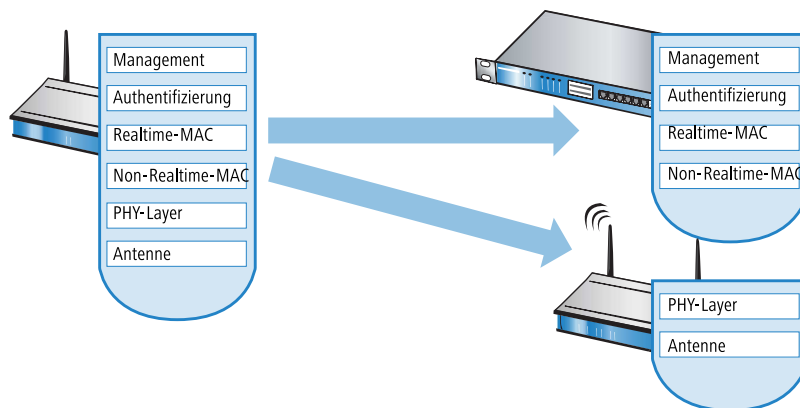 Management
Authentifizierung
Realtime-MAC
Non-Realtime-MAC
PHY-Layer
Antenne
Management
Authentifizierung
Realtime-MAC
Non-Realtime-MAC
PHY-Layer
Antenne